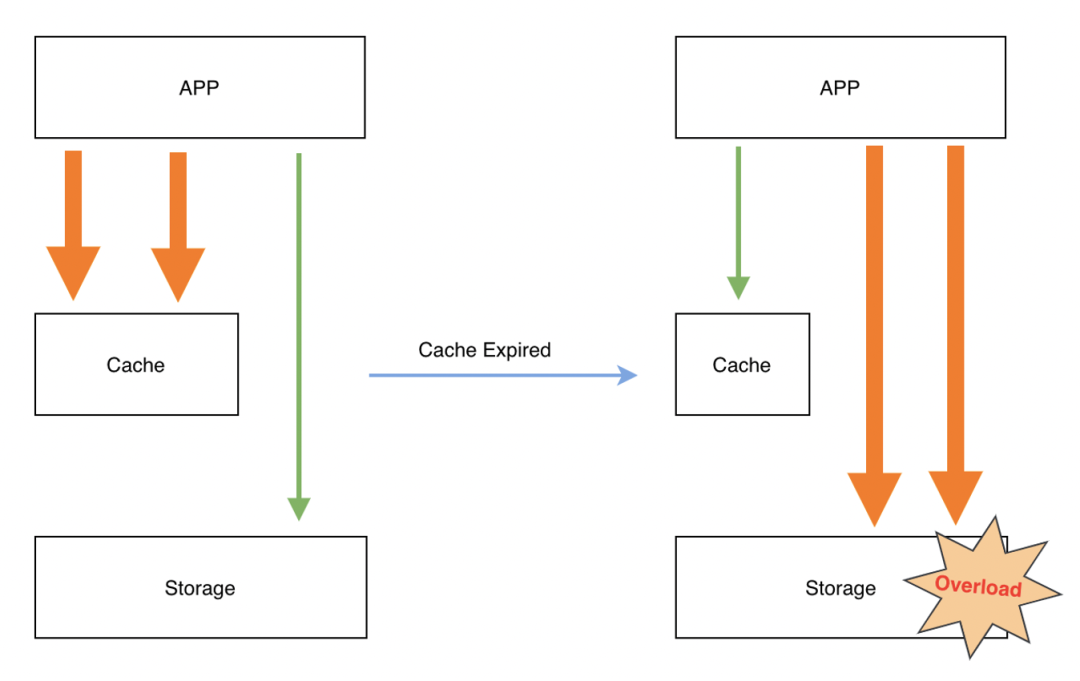 APP
APP
Cache
Cache Expired
Cache
Storage
Storage
Overload